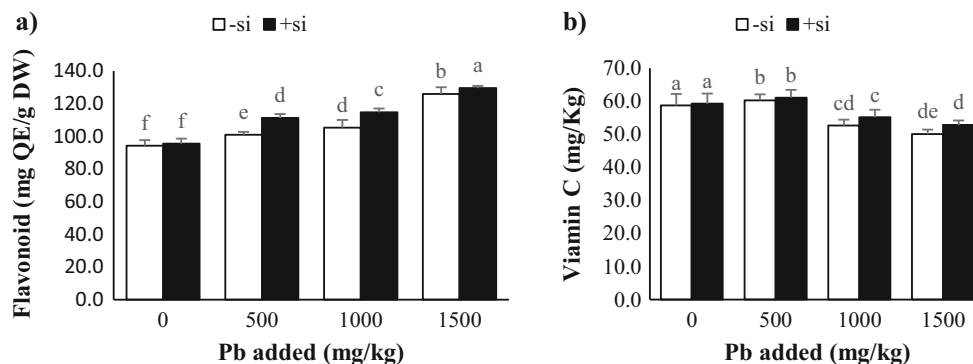 a)
-si +si
Flavonoid (mg QE/g DW)
140.0
120.0
100.0
80.0
60.0
40.0
20.0
0.0
f f e d d c b a
0 500 1000 1500
Pb added (mg/kg)
b)
-si +si
Viamin C (mg/Kg)
70.0
60.0
50.0
40.0
30.0
20.0
10.0
0.0
a a b b cd c de d
0 500 1000 1500
Pb added (mg/kg)